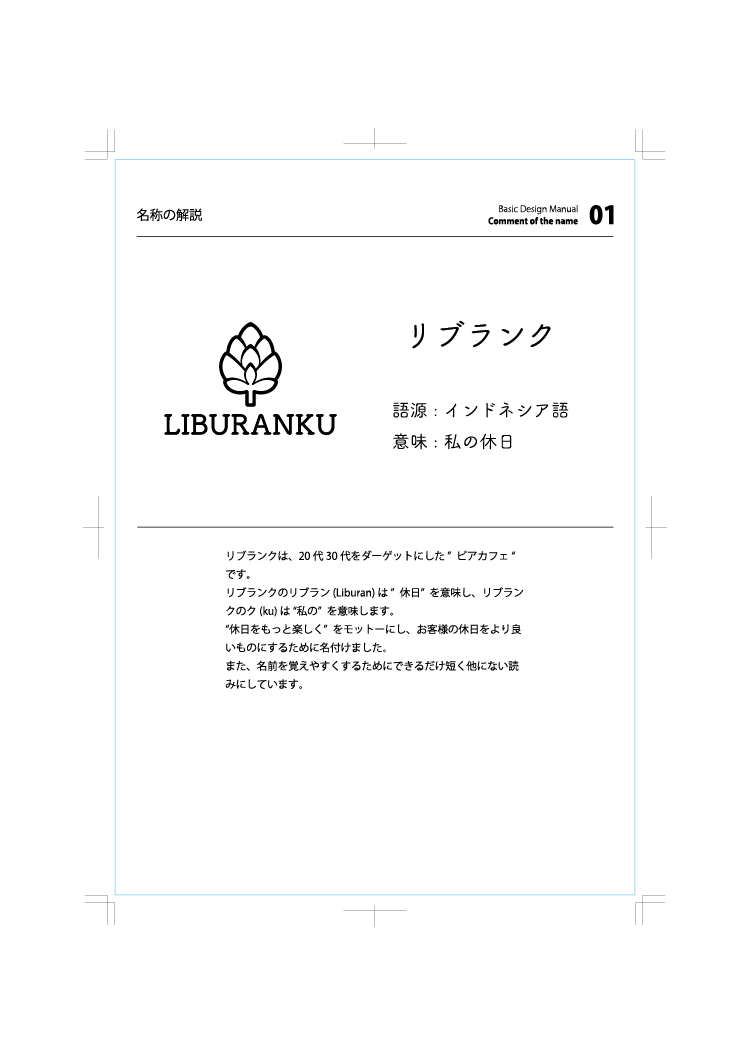 名称の解説
Basic Design Manual
Comment of the name
01
LIBURANKU
リブランク
語源 : インドネシア語
意味 : 私の休日
リブランクは、20 代 30 代をダーゲットにした ” ビアカフェ “
です。
リブランクのリブラン (Liburan) は ” 休日” を意味し、リブラン
クのク (ku) は “私の” を意味します。
“休日をもっと楽しく” をモットーにし、お客様の休日をより良
いものにするために名付けました。
また、名前を覚えやすくするためにできるだけ短く他にない読
みにしています。